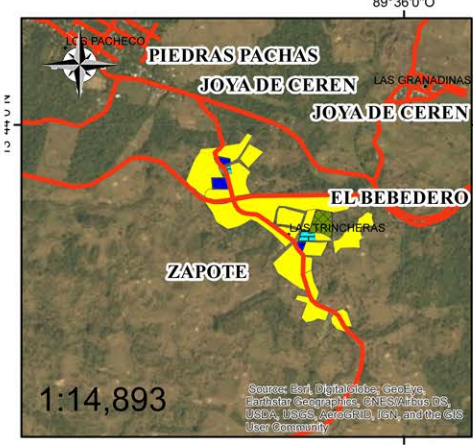 89°36'0"O
LOS PACHECO
PIEDRAS PACHAS
JOYA DE CEREN
LAS GRANADINAS
JOYA DE CEREN
EL BEBEDERO
LAS TRINCHERAS
ZAPOTE
1:14,893
Source: Esri, DigitalGlobe, GeoEye,
Earthstar Geographics, CNES/Airbus DS,
USDA, USGS, AeroGRID, IGN, and the GIS
User Community